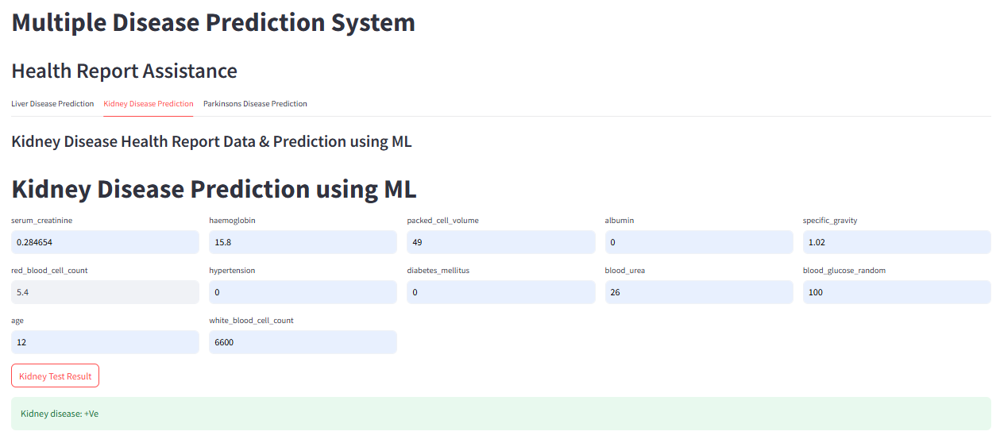 Multiple Disease Prediction System
Health Report Assistance
Liver Disease Prediction Kidney Disease Prediction Parkinsons Disease Prediction
Kidney Disease Health Report Data & Prediction using ML
Kidney Disease Prediction using ML
serum_creatinine haemoglobin packed_cell_volume albumin specific_gravity
0.284654 15.8 49 0 1.02
red_blood_cell_count hypertension diabetes_mellitus blood_urea blood_glucose_random
5.4 0 0 26 100
age white_blood_cell_count
12 6600
Kidney Test Result
Kidney disease: +Ve